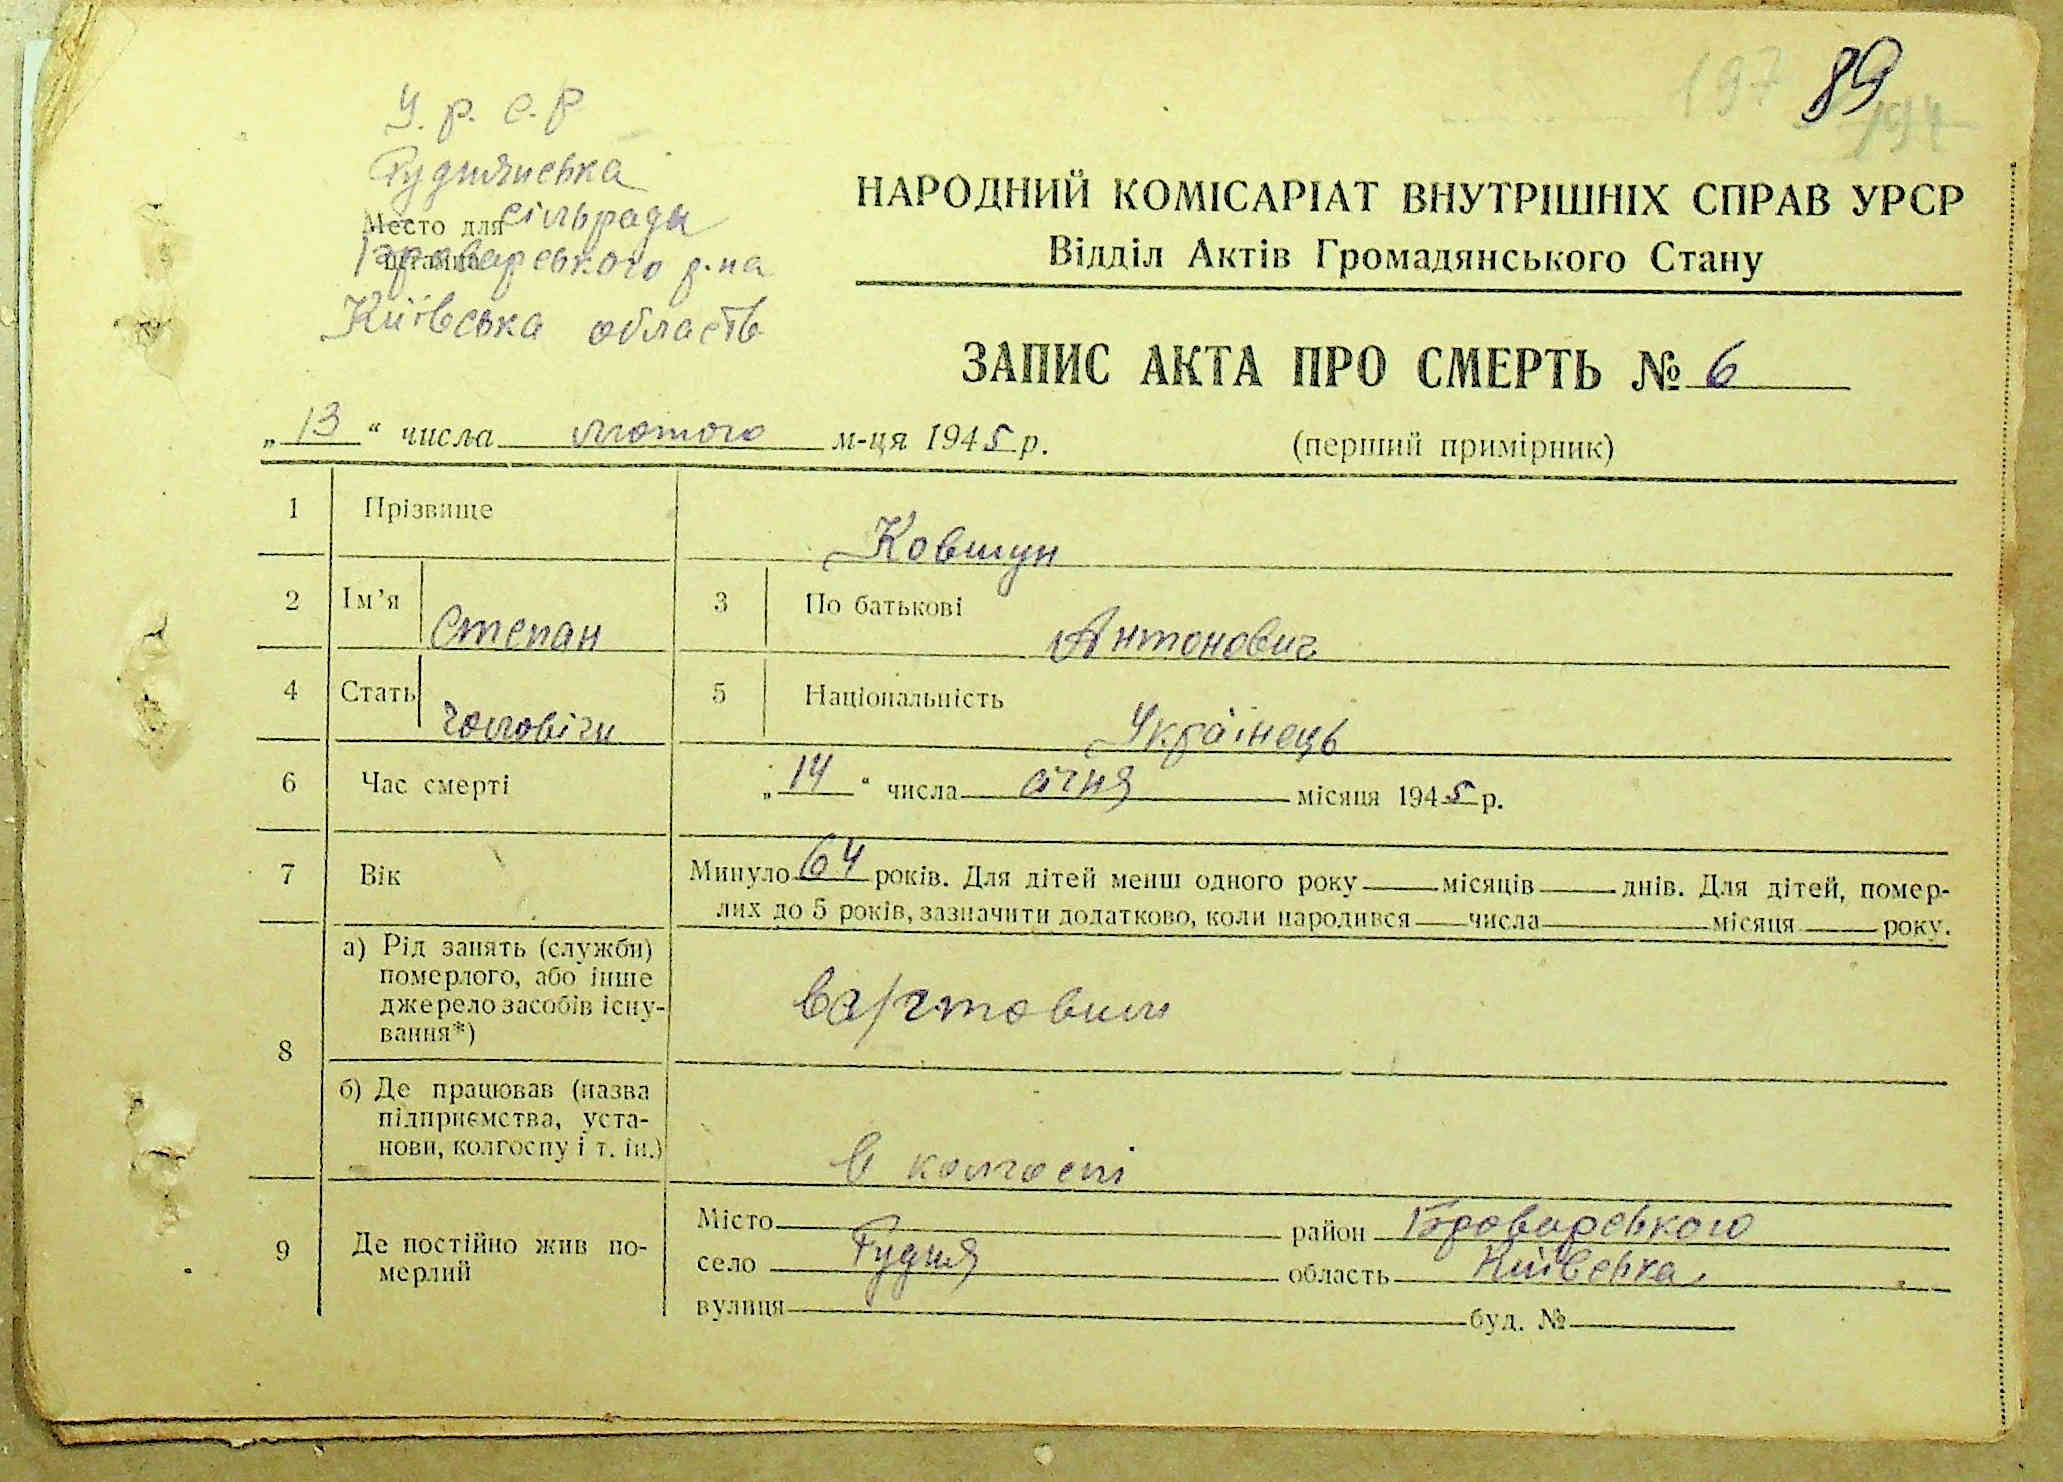 197 89
194
У. р. С. р
Руднянська
Место для сільради
штампа Броварського р-на
Київська область
НАРОДНИЙ КОМІСАРІАТ ВНУТРІШНІХ СПРАВ УРСР
Відділ Актів Громадянського Стану
ЗАПИС АКТА ПРО СМЕРТЬ № 6
„13“ числа лютого м-ця 1945 р. (перший примірник)
1 Прізвище Ковшун
2 Ім'я Степан 3 По батькові Антонович
4 Стать чоловічи 5 Національність Українець
6 Час смерті „14“ числа січня місяця 1945 р.
7 Вік Минуло 64 років. Для дітей менш одного року місяців днів. Для дітей, помер-
лих до 5 років, зазначити додатково, коли народився числа місяця року.
8 а) Рід занять (служби)
померлого, або інше
джерело засобів існу-
вання*)
б) Де працював (назва
підприємства, уста-
нови, колгоспу і т. ін.)
в колгоспі
9 Де постійно жив по-
мерлий
Місто район Броварського
село Рудня область Київська
вулиця буд. №